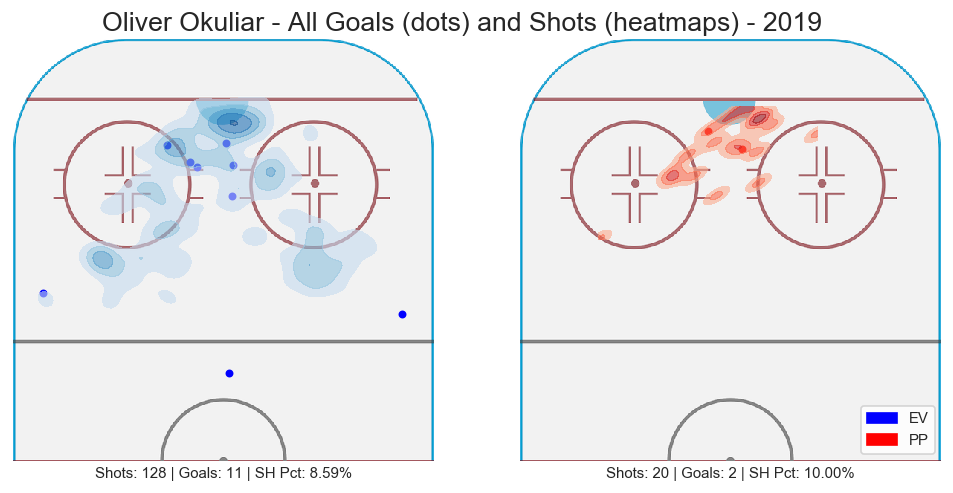 Oliver Okuliar - All Goals (dots) and Shots (heatmaps) - 2019
EV
PP
Shots: 128 | Goals: 11 | SH Pct: 8.59%
Shots: 20 | Goals: 2 | SH Pct: 10.00%